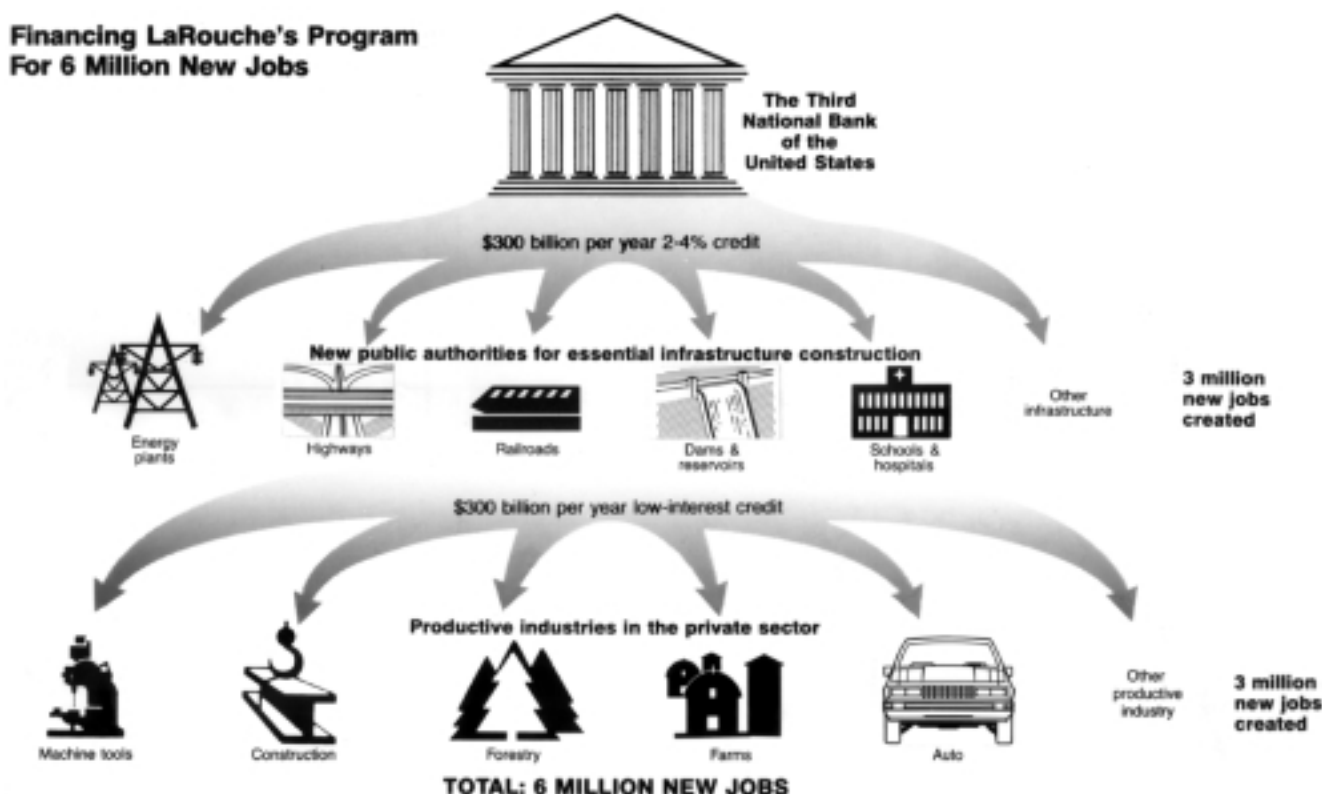 Financing LaRouche's Program
For 6 Million New Jobs
The Third
National Bank
of the
United States
$300 billion per year 2-4% credit
New public authorities for essential infrastructure construction
Energy
plants
Highways
Railroads
Dams &
reservoirs
Schools &
hospitals
Other
infrastructure
3 million
new jobs
created
$300 billion per year low-interest credit
Productive industries in the private sector
Machine tools
Construction
Forestry
Farms
Auto
Other
productive
industry
3 million
new jobs
created
TOTAL: 6 MILLION NEW JOBS